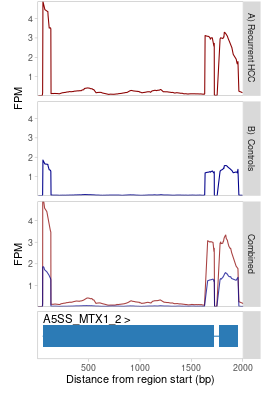 FPM
4
3
2
1
A) Recurrent HCC
4
3
2
1
B) Controls
FPM
4
3
2
1
Combined
A5SS_MTX1_2 >
500
1000
1500
2000
Distance from region start (bp)